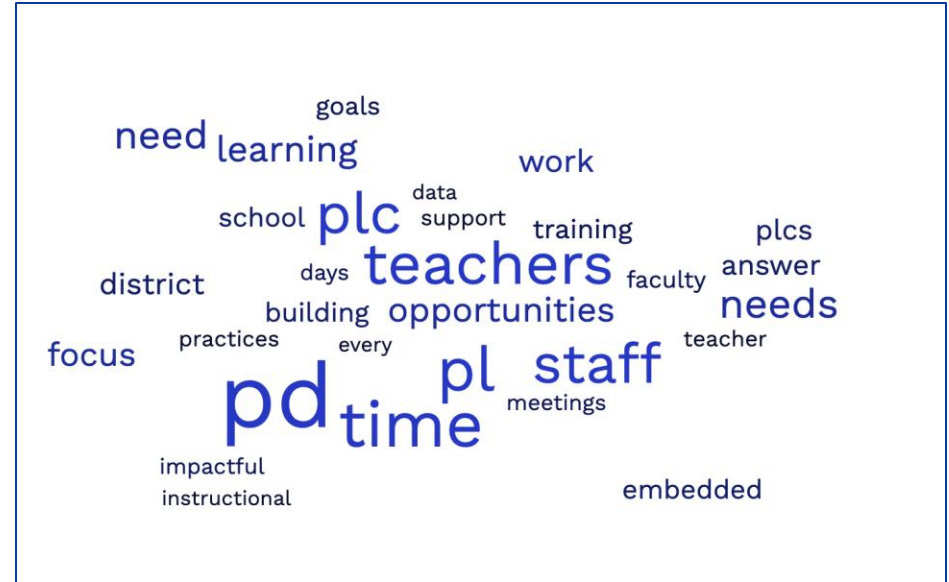 goals
need
learning
work
data
school
plc
support
training
plcs
teachers
answer
district
days
faculty
building
opportunities
needs
practices
every
teacher
focus
pl
staff
pd
time
meetings
impactful
instructional
embedded